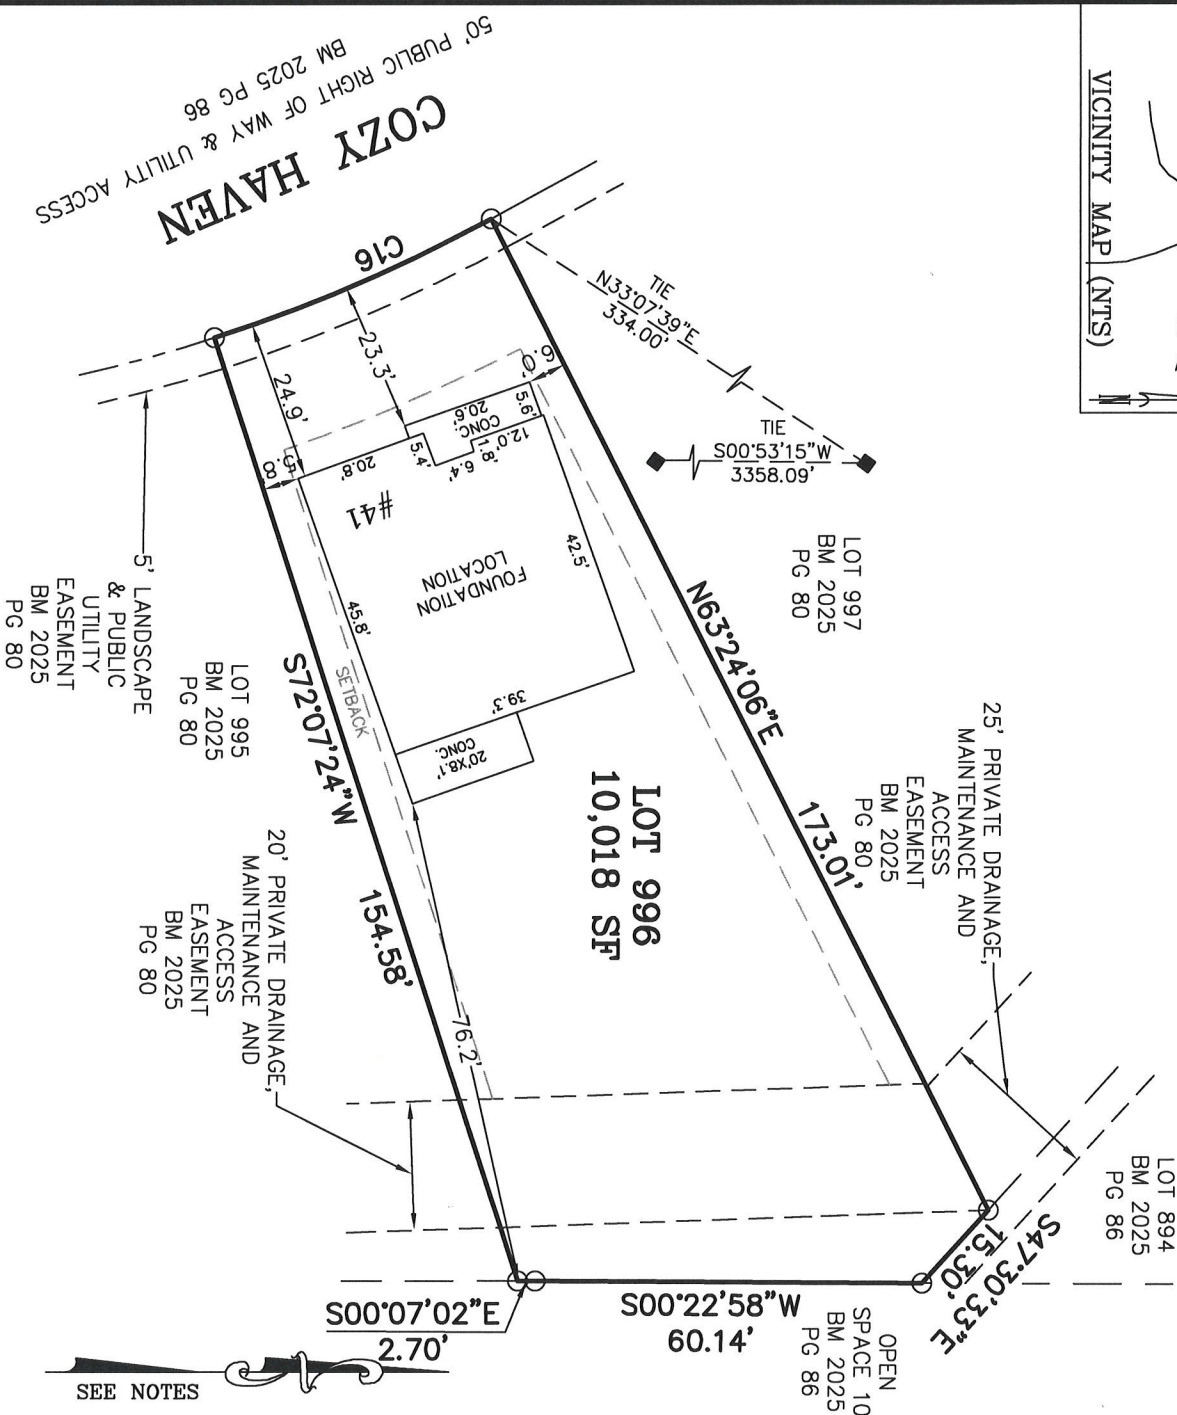 VICINITY MAP (NTS)
50' PUBLIC RIGHT OF WAY & UTILITY ACCESS
BM 2025 PG 86
COZY HAVEN
C16
TIE
N33°07'39"E
334.00'
TIE
S00°53'15"W
3358.09'
23.3'
24.9'
6.0'
8.0'
5.6'
20.6'
CONC.
12.0'
1.8'
6.4'
5.4'
20.8'
#41
FOUNDATION
LOCATION
42.5'
45.8'
39.3'
20'X8.1'
CONC.
SETBACK
LOT 997
BM 2025
PG 80
N63°24'06"E
173.01'
LOT 996
10,018 SF
S72°07'24"W
154.58'
76.2'
5' LANDSCAPE
& PUBLIC
UTILITY
EASEMENT
BM 2025
PG 80
LOT 995
BM 2025
PG 80
25' PRIVATE DRAINAGE,
MAINTENANCE AND
ACCESS
EASEMENT
BM 2025
PG 80
20' PRIVATE DRAINAGE,
MAINTENANCE AND
ACCESS
EASEMENT
BM 2025
PG 80
LOT 894
BM 2025
PG 86
S47°30'33"E
15.30'
S00°22'58"W
60.14'
S00°07'02"E
2.70'
OPEN
SPACE 10
BM 2025
PG 86
N
SEE NOTES